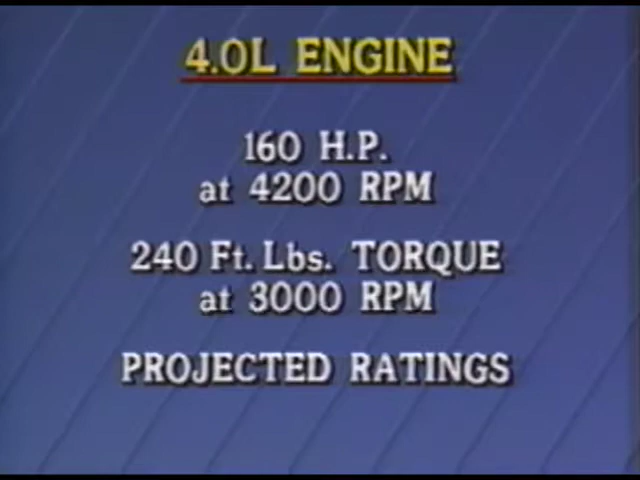 4.0L ENGINE
160 H.P.
at 4200 RPM
240 Ft. Lbs. TORQUE
at 3000 RPM
PROJECTED RATINGS